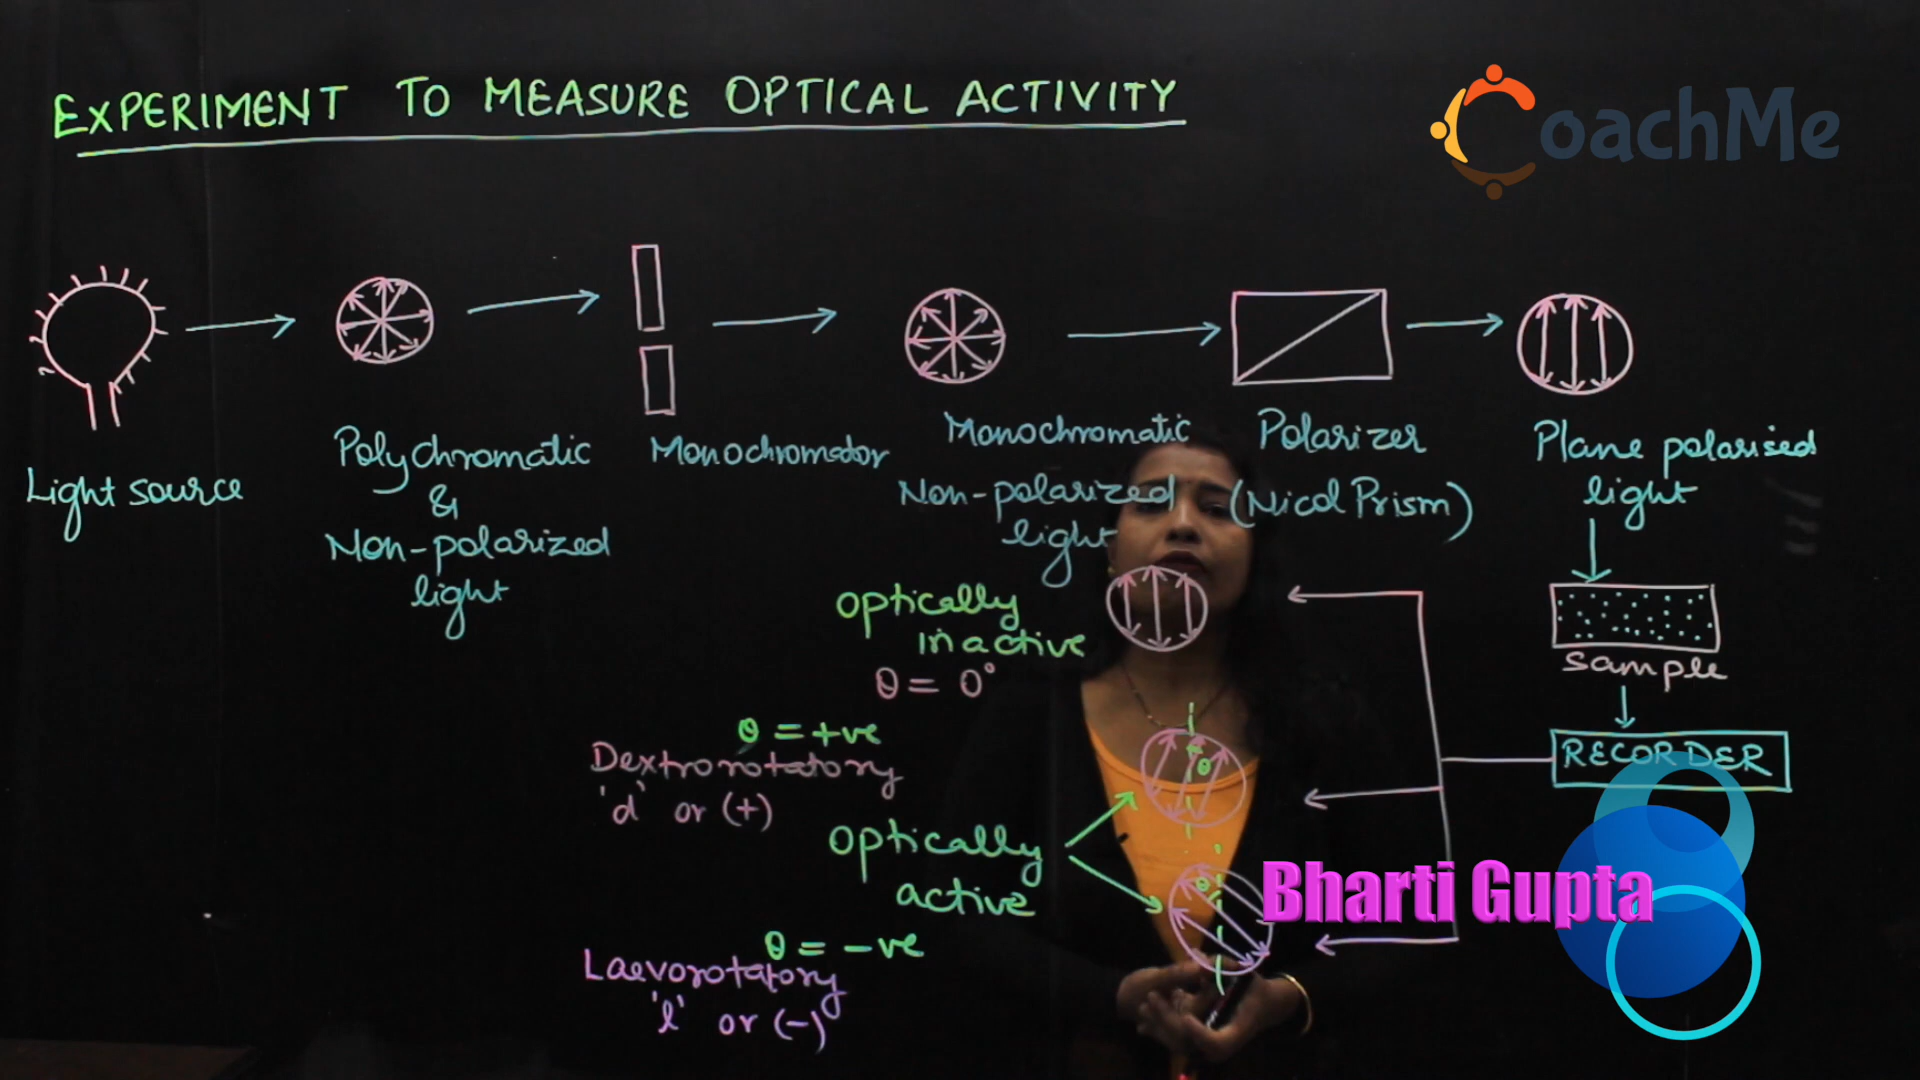 EXPERIMENT TO MEASURE OPTICAL ACTIVITY
CoachMe
Light source
Polychromatic
&
Non-polarized
light
Monochromator
Monochromatic
Non-polarized
light
Polarizer
(Nicol Prism)
Plane polarised
light
Sample
RECORDER
Optically
inactive
θ = 0°
θ = +ve
Dextrorotatory
'd' or (+)
θ
Optically
active
θ
θ = -ve
Laevorotatory
'l' or (-)
Bharti Gupta